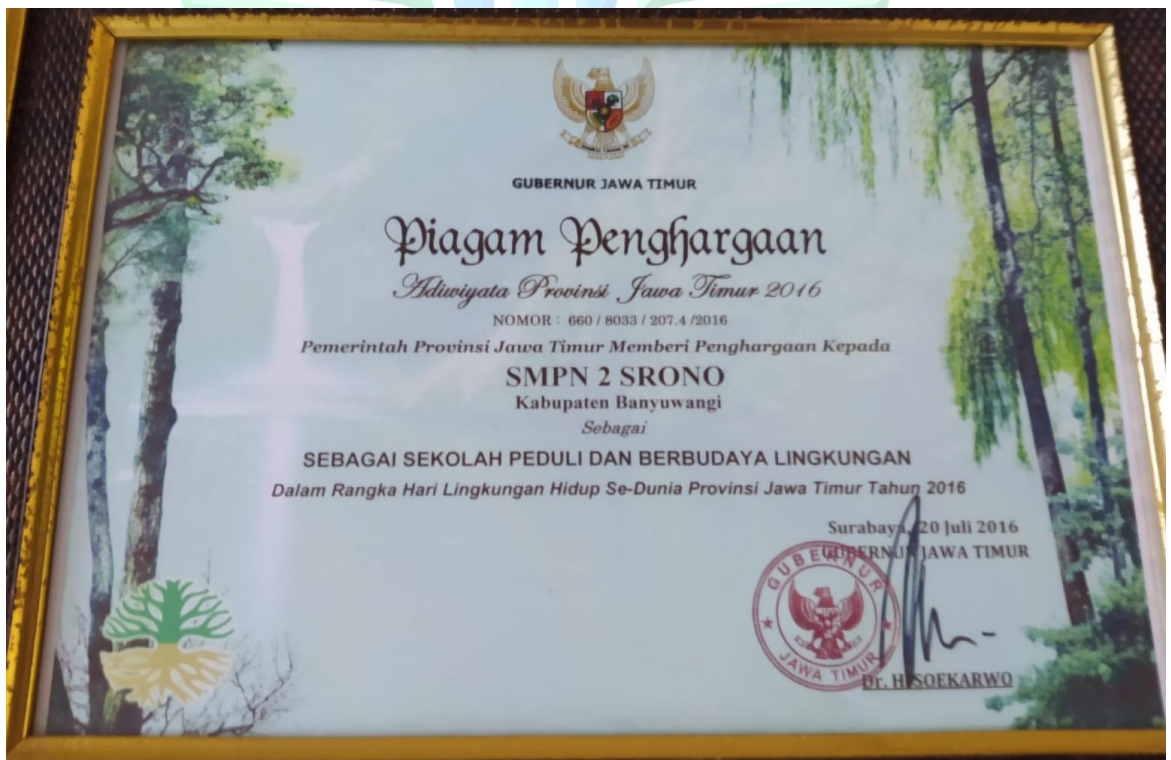 GUBERNUR JAWA TIMUR
Piagam Penghargaan
Adiwiyata Provinsi Jawa Timur 2016
NOMOR : 660 / 8033 / 207.4 /2016
Pemerintah Provinsi Jawa Timur Memberi Penghargaan Kepada
SMPN 2 SRONO
Kabupaten Banyuwangi
Sebagai
SEBAGAI SEKOLAH PEDULI DAN BERBUDAYA LINGKUNGAN
Dalam Rangka Hari Lingkungan Hidup Se-Dunia Provinsi Jawa Timur Tahun 2016
Surabaya, 20 Juli 2016
GUBERNUR JAWA TIMUR
GUBERNUR
JAWA TIMUR
Dr. H. SOEKARWO